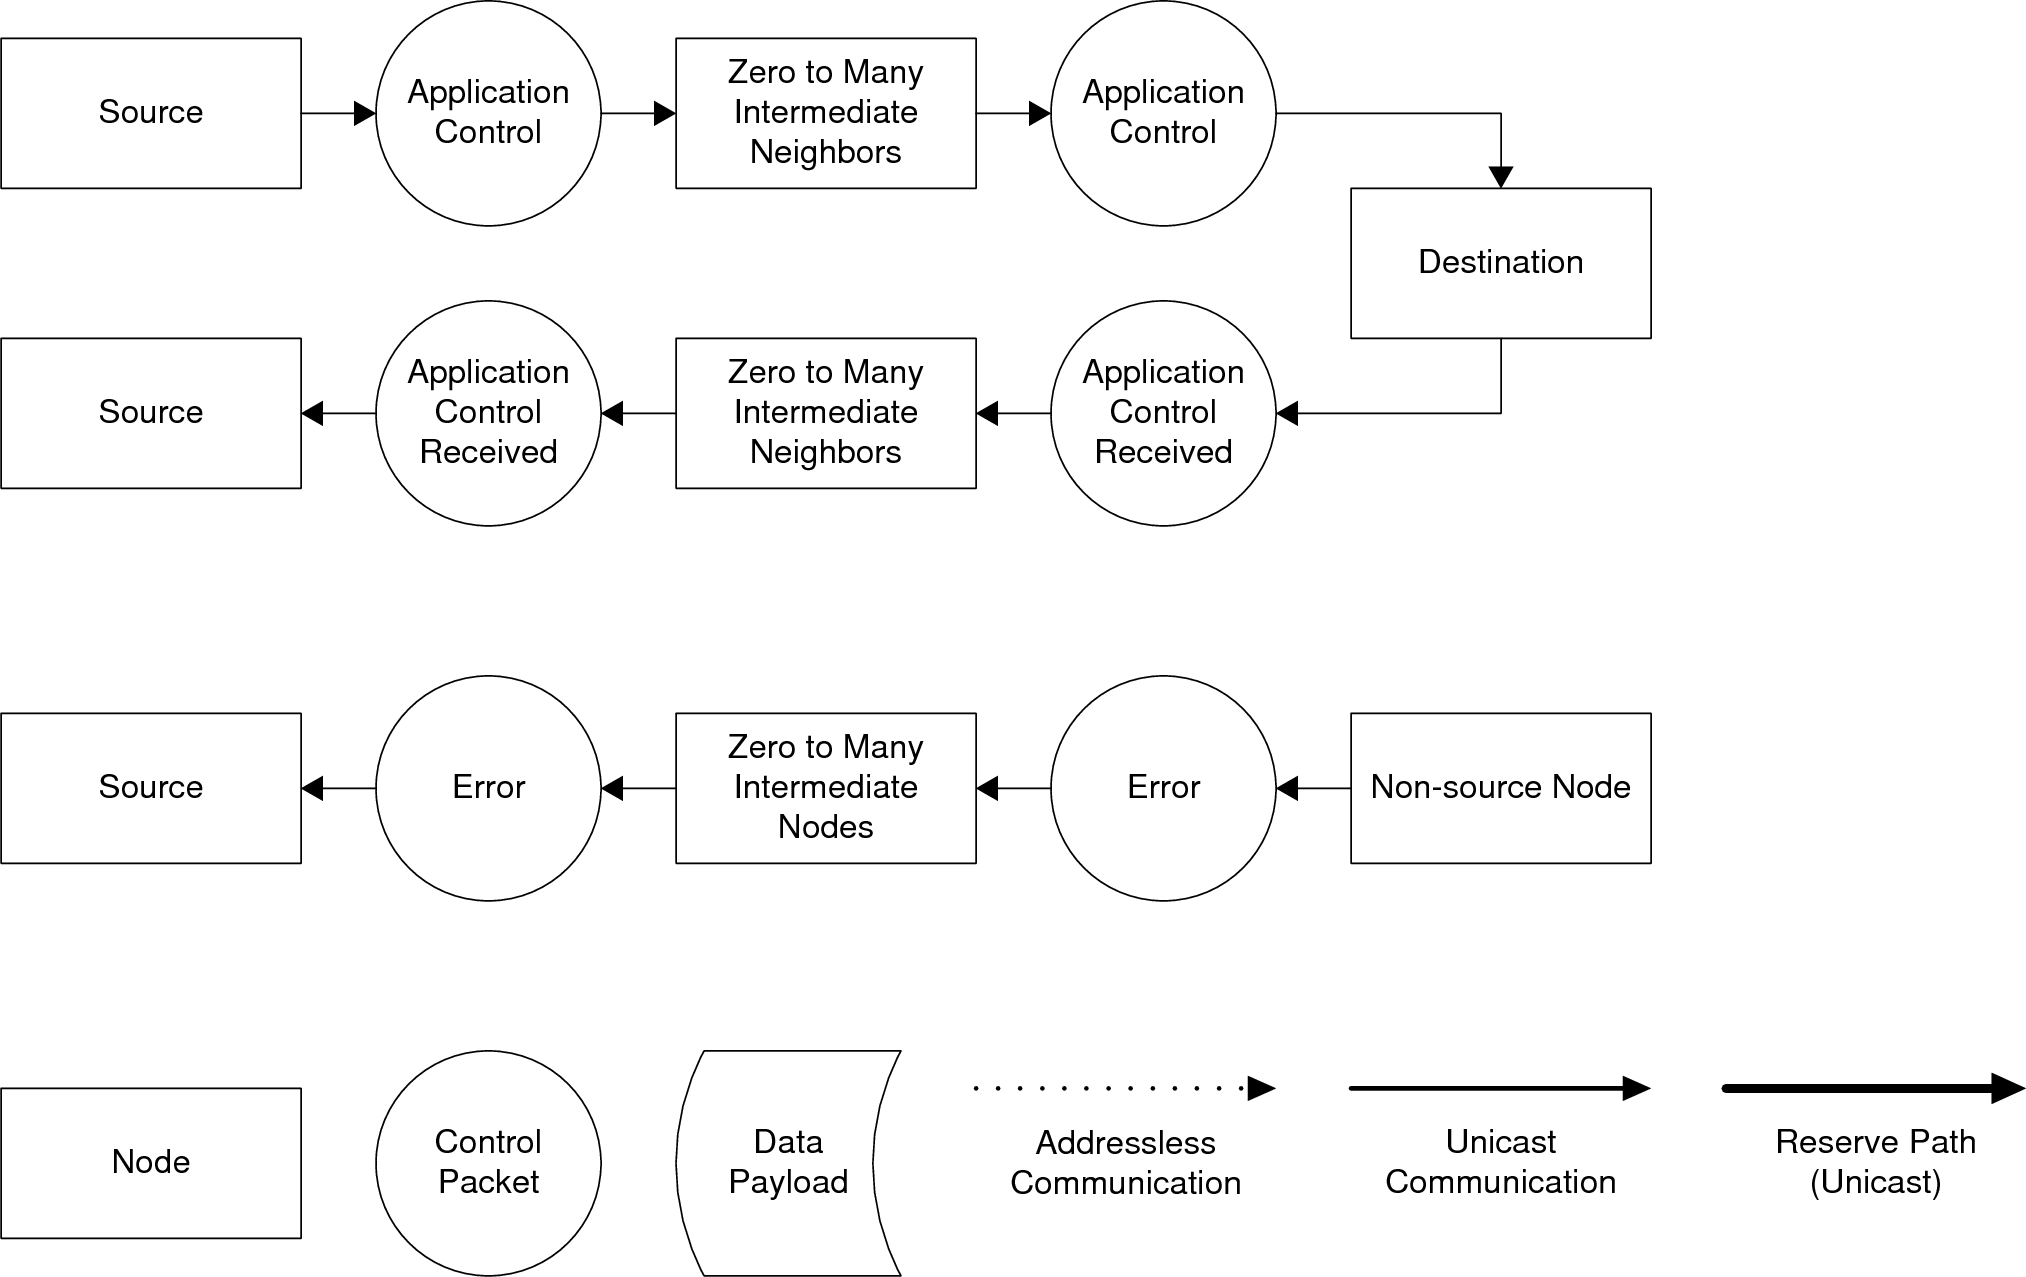 Source
Application
Control
Zero to Many
Intermediate
Neighbors
Application
Control
Destination
Source
Application
Control
Received
Zero to Many
Intermediate
Neighbors
Application
Control
Received
Source
Error
Zero to Many
Intermediate
Nodes
Error
Non-source Node
Node
Control
Packet
Data
Payload
Addressless
Communication
Unicast
Communication
Reserve Path
(Unicast)